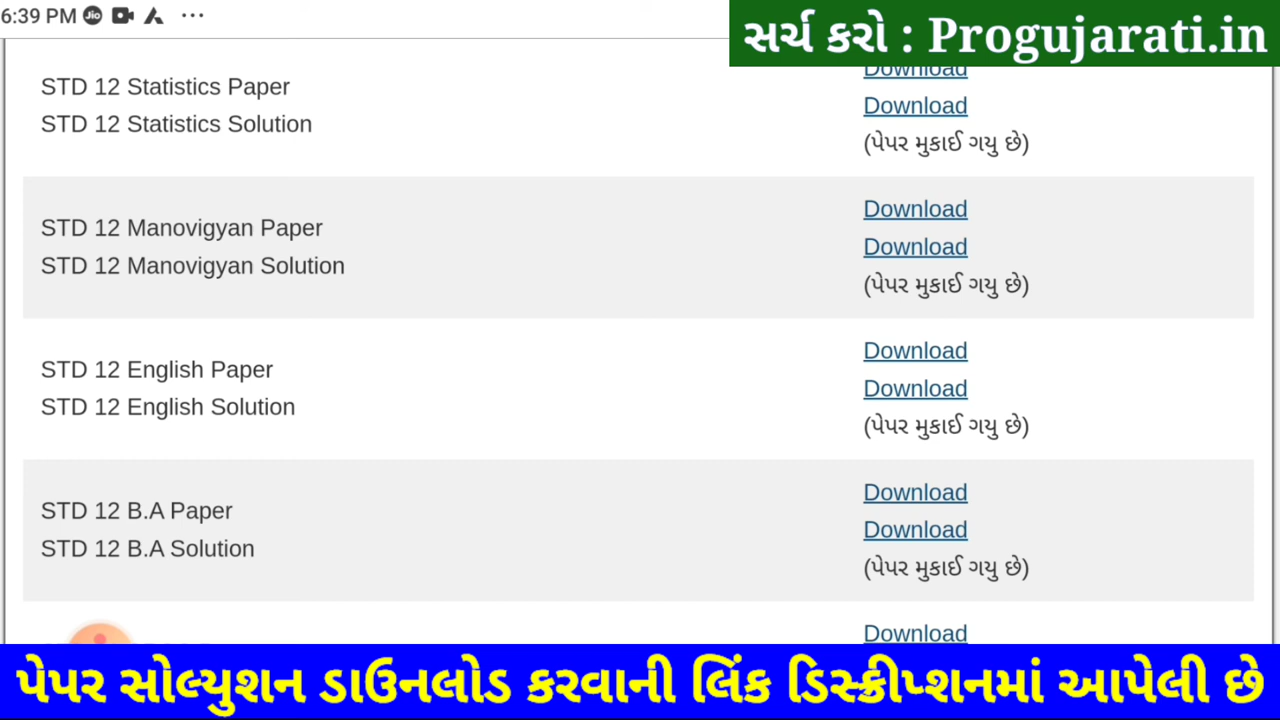 6:39 PM Jio
સર્ચ કરો : Progujarati.in
Download
STD 12 Statistics Paper
Download
STD 12 Statistics Solution
(પેપર મુકાઈ ગયુ છે)
Download
STD 12 Manovigyan Paper
Download
STD 12 Manovigyan Solution
(પેપર મુકાઈ ગયુ છે)
Download
STD 12 English Paper
Download
STD 12 English Solution
(પેપર મુકાઈ ગયુ છે)
Download
STD 12 B.A Paper
Download
STD 12 B.A Solution
(પેપર મુકાઈ ગયુ છે)
Download
પેપર સોલ્યુશન ડાઉનલોડ કરવાની લિંક ડિસ્ક્રીપ્શનમાં આપેલી છે